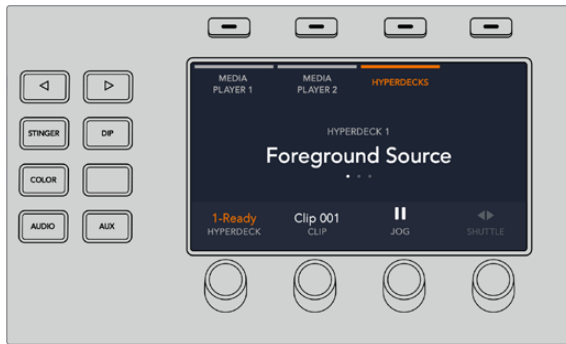 MEDIA
PLAYER 1
MEDIA
PLAYER 2
HYPERDECKS
STINGER
DIP
COLOR
AUDIO
AUX
HYPERDECK 1
Foreground Source
1-Ready
HYPERDECK
Clip 001
CLIP
JOG
SHUTTLE